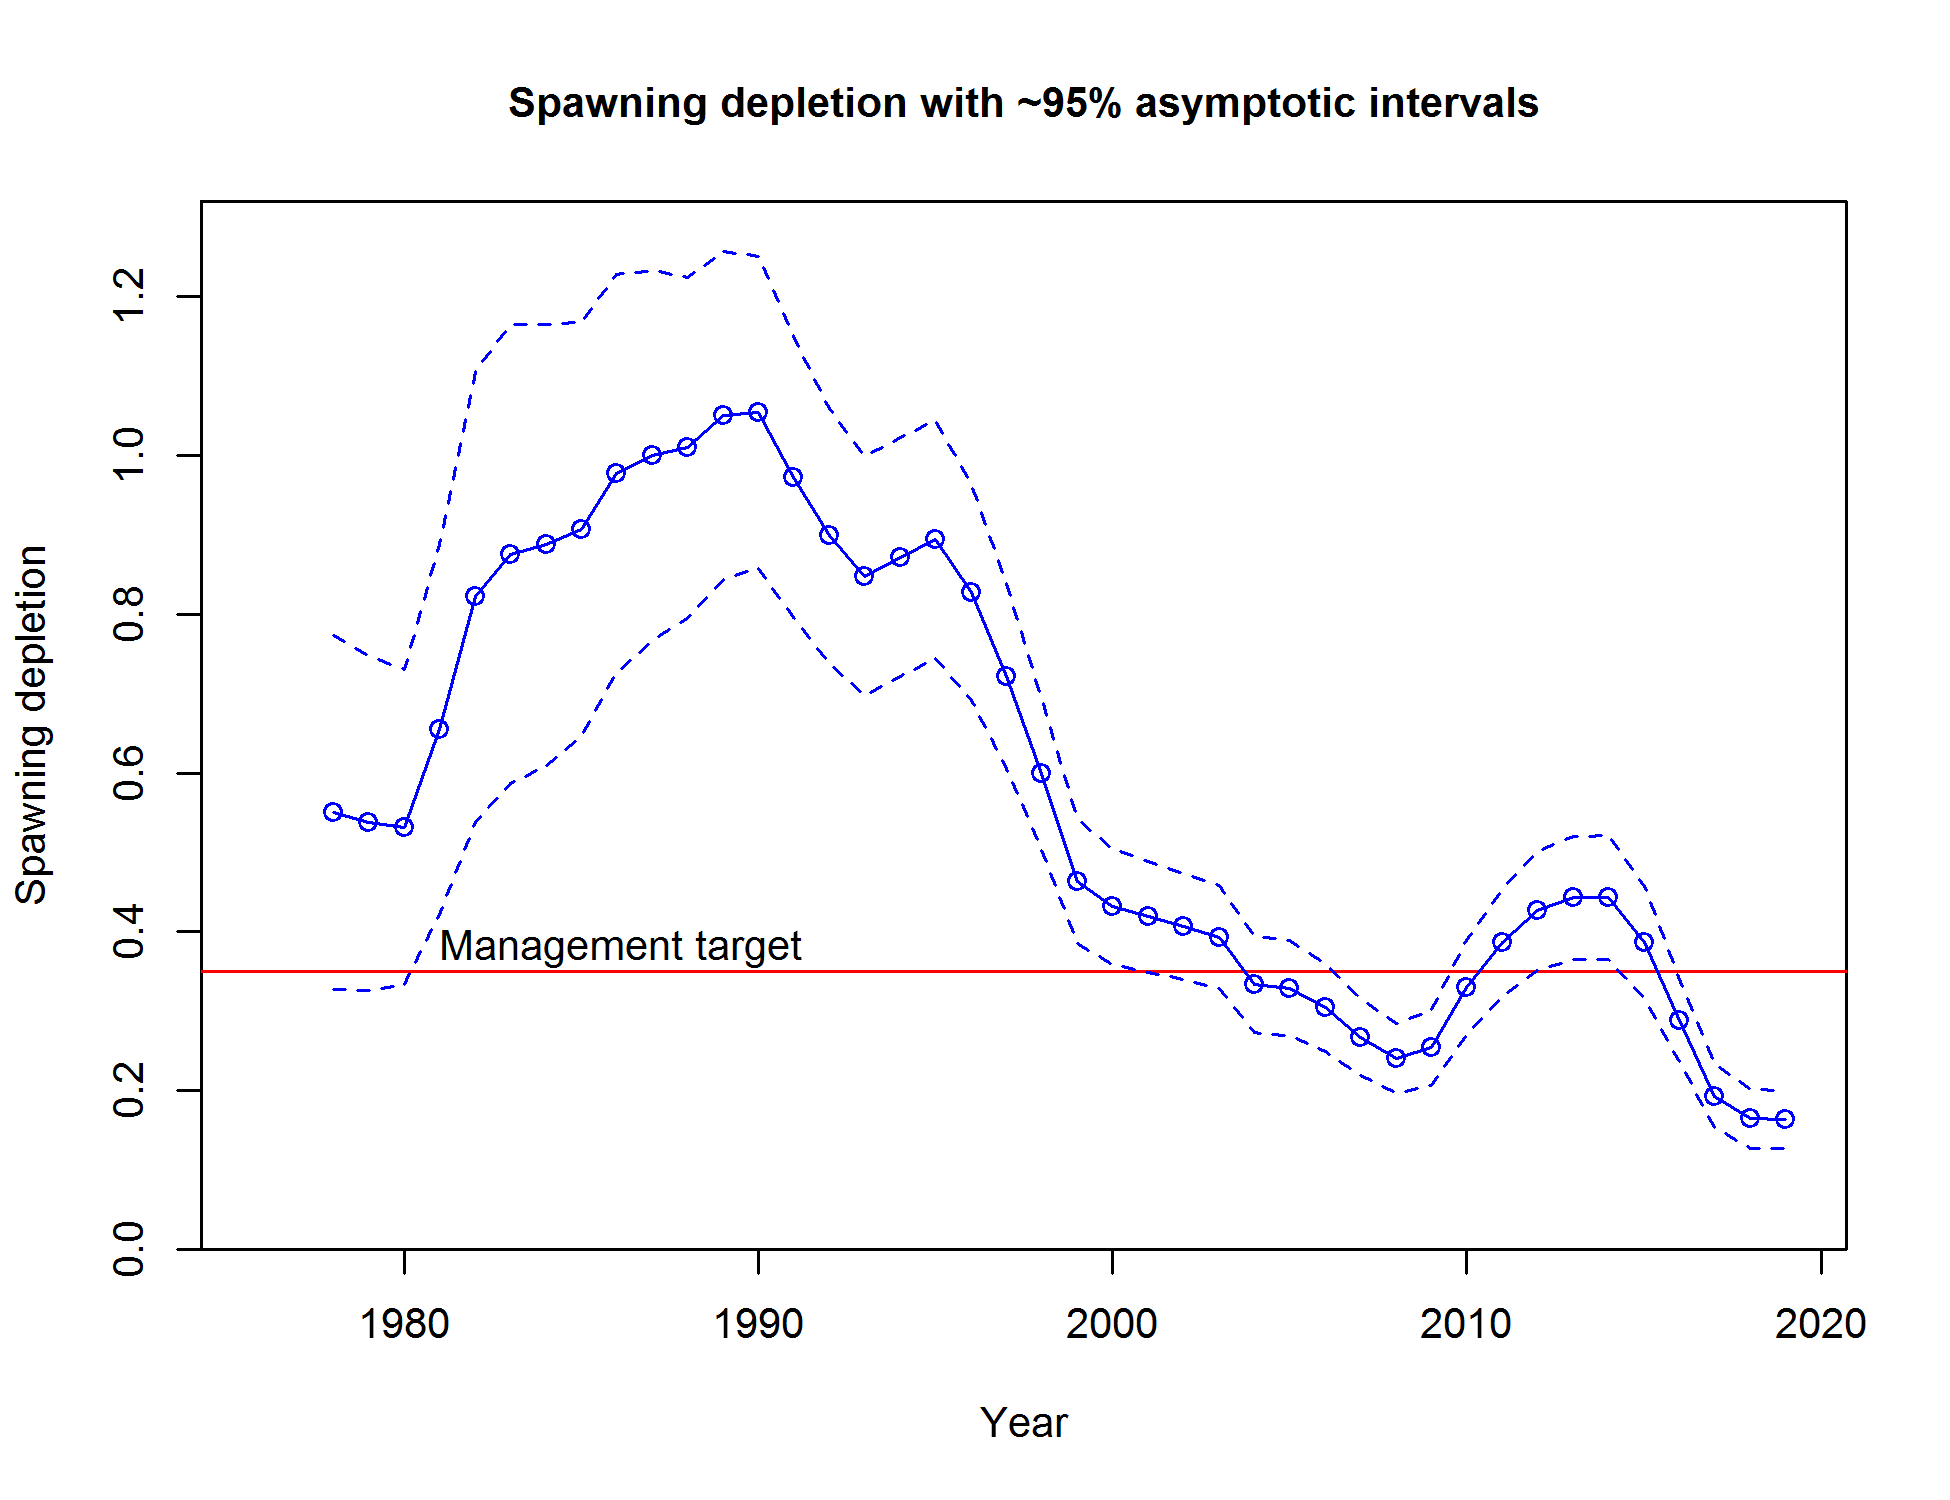 Spawning depletion with ~95% asymptotic intervals
Spawning depletion
1.2
1.0
0.8
0.6
0.4
0.2
0.0
Management target
1980 1990 2000 2010 2020
Year